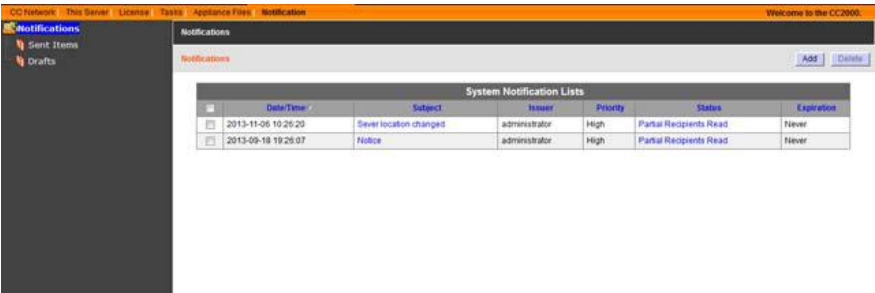 CC Network This Server License Tasks Appliance Files Notification Welcome to the CC2000.
Notifications
Sent Items
Drafts
Notifications
Notifications Add Delete
System Notification Lists
Date/Time Subject Issuer Priority Status Expiration
2013-11-06 10:26:20 Sever location changed administrator High Partial Recipients Read Never
2013-09-18 19:26:07 Notice administrator High Partial Recipients Read Never